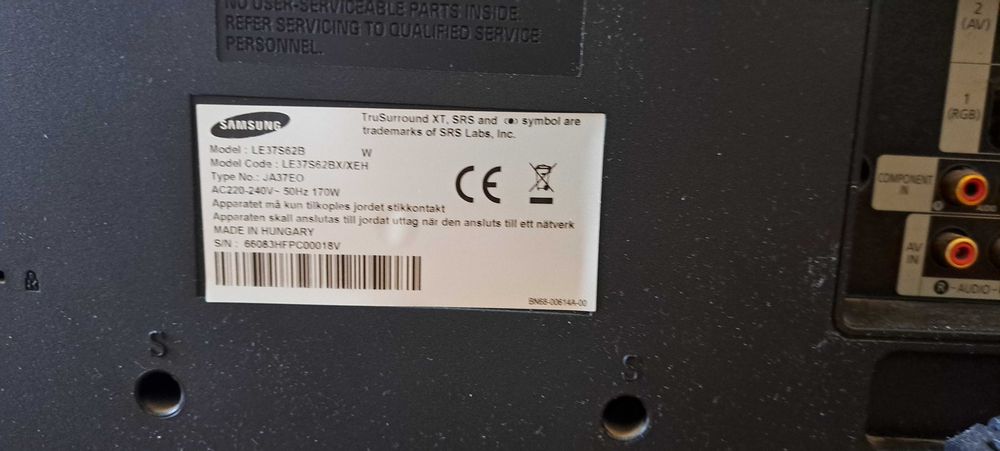 NO USER-SERVICEABLE PARTS INSIDE.
REFER SERVICING TO QUALIFIED SERVICE
PERSONNEL.
SAMSUNG
TruSurround XT, SRS and symbol are
trademarks of SRS Labs, Inc.
Model : LE37S62B W
Model Code : LE37S62BX/XEH
Type No.: JA37EO
AC220-240V~ 50Hz 170W
Apparatet må kun tilkoples jordet stikkontakt
Apparaten skall anslutas till jordat uttag när den ansluts till ett nätverk
MADE IN HUNGARY
S/N : 66083HFPC00018V
BN68-00614A-00
CE
S
S
2
(AV)
1
(RGB)
COMPONENT
IN
AV
IN
R-AUDIO-